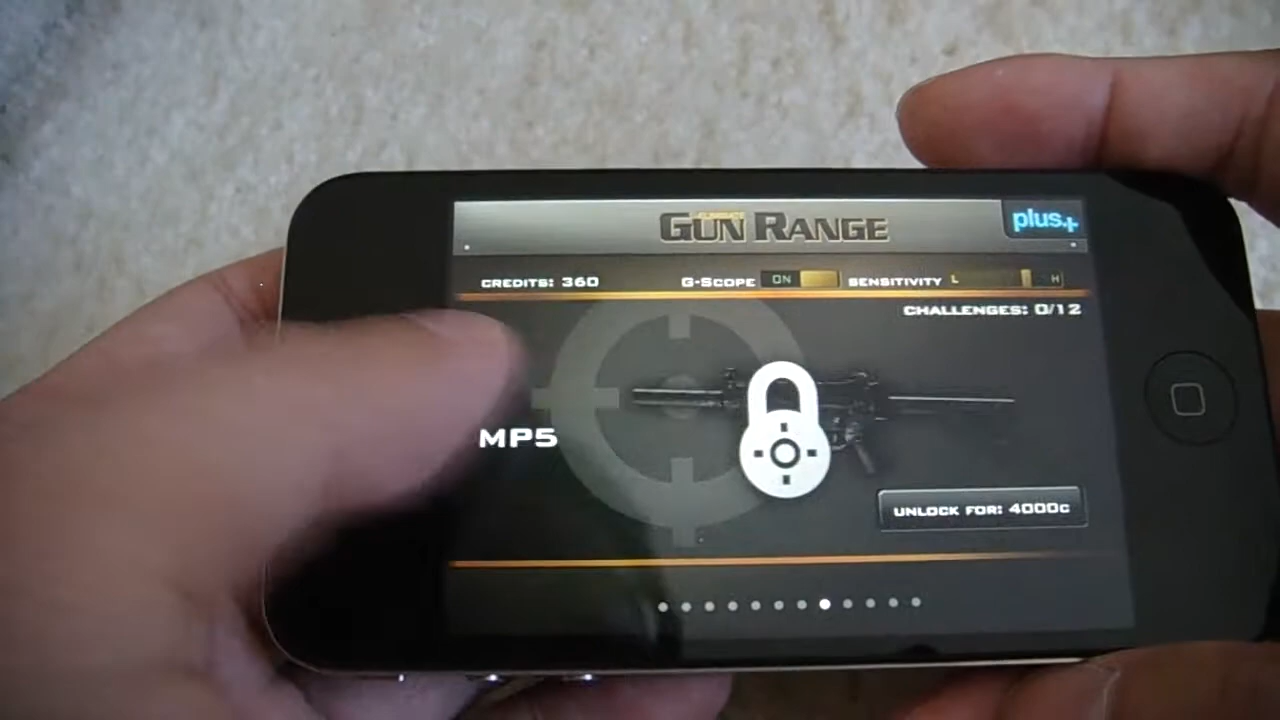 GUN RANGE
plus+
CREDITS: 360
G-SCOPE
ON
SENSITIVITY
L
H
CHALLENGES: 0/12
MP5
UNLOCK FOR: 4000c